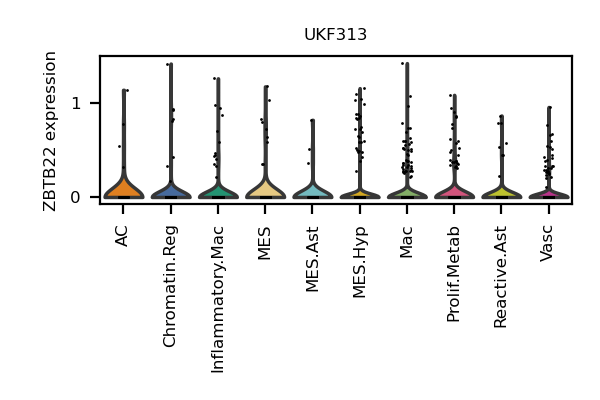 UKF313
ZBTB22 expression
1
0
AC
Chromatin.Reg
Inflammatory.Mac
MES
MES.Ast
MES.Hyp
Mac
Prolif.Metab
Reactive.Ast
Vasc